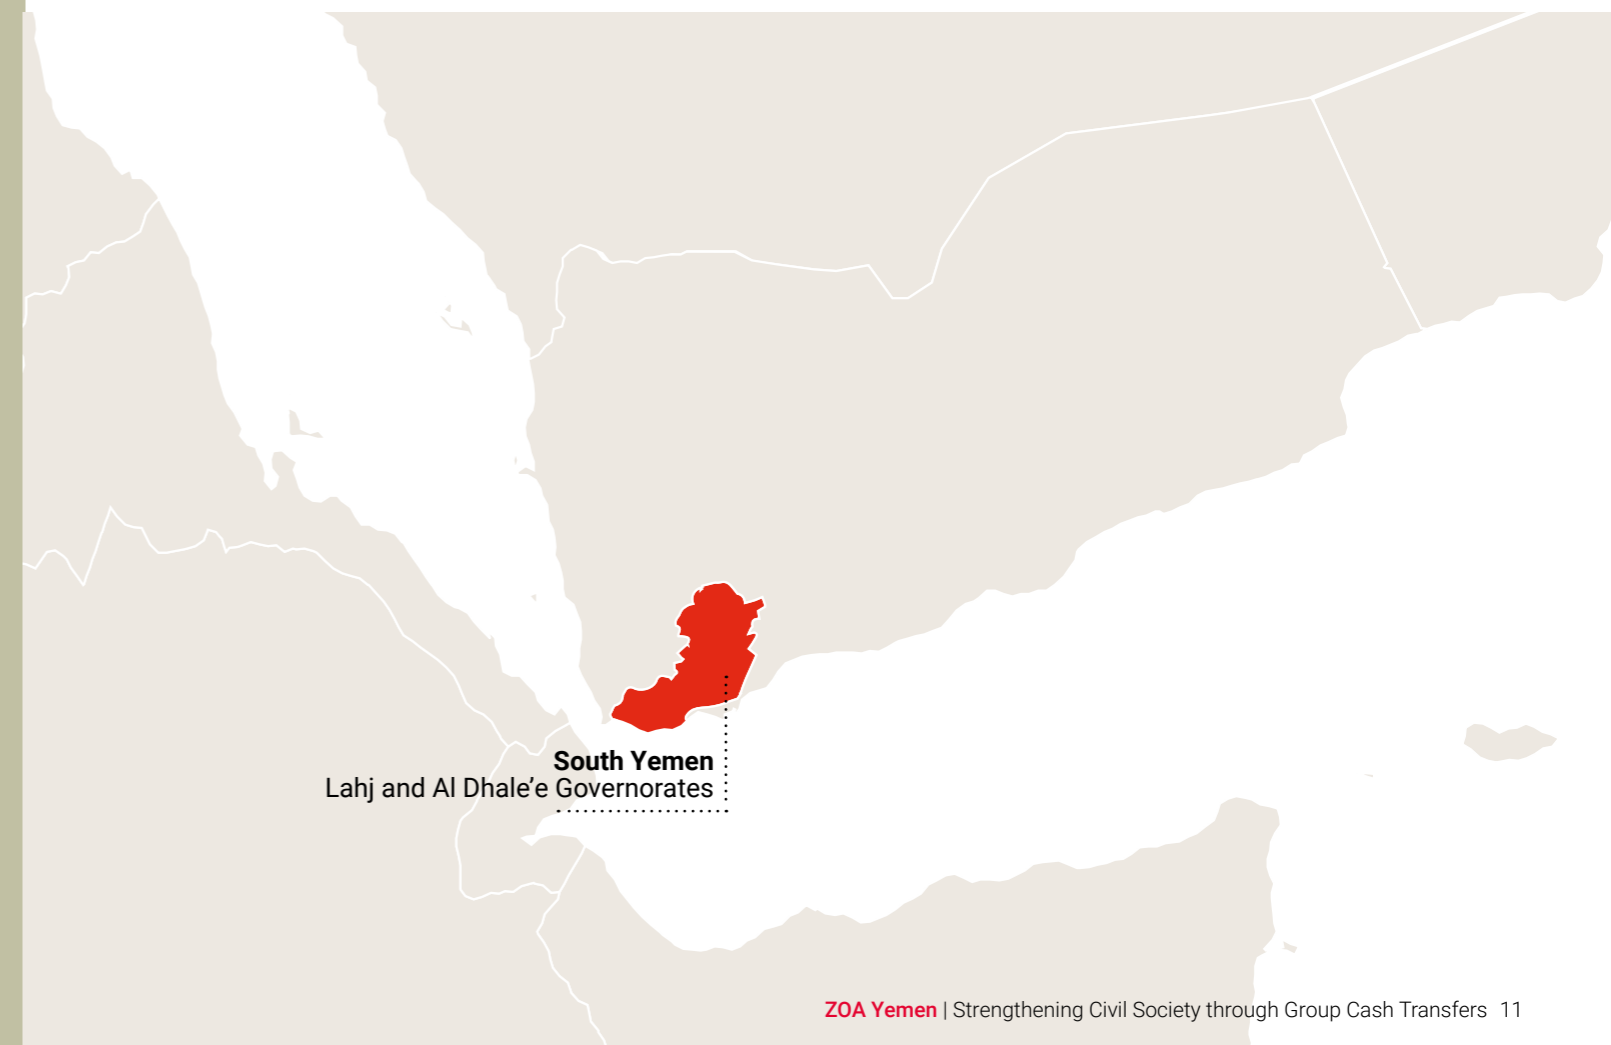 South Yemen
Lahj and Al Dhale’e Governorates
ZOA Yemen | Strengthening Civil Society through Group Cash Transfers 11